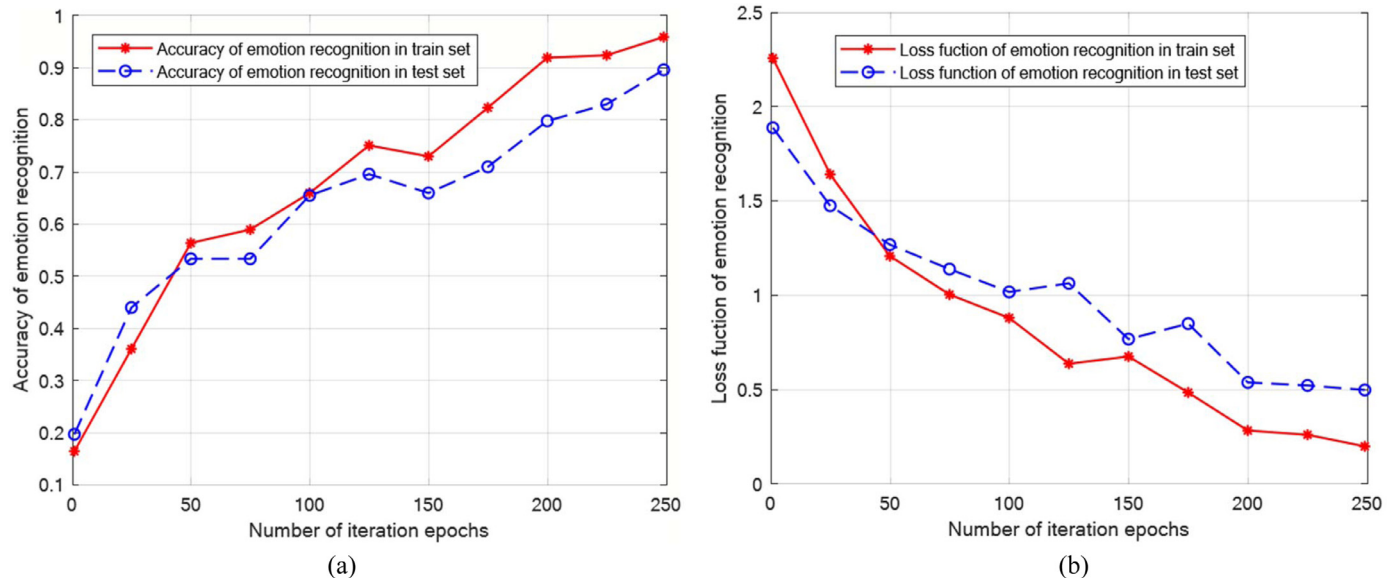 1
0.9
0.8
0.7
0.6
0.5
0.4
0.3
0.2
0.1
Accuracy of emotion recognition
Accuracy of emotion recognition in train set
Accuracy of emotion recognition in test set
0
50
100
150
200
250
Number of iteration epochs
(a)
2.5
2
1.5
1
0.5
0
Loss fuction of emotion recognition
Loss fuction of emotion recognition in train set
Loss function of emotion recognition in test set
0
50
100
150
200
250
Number of iteration epochs
(b)